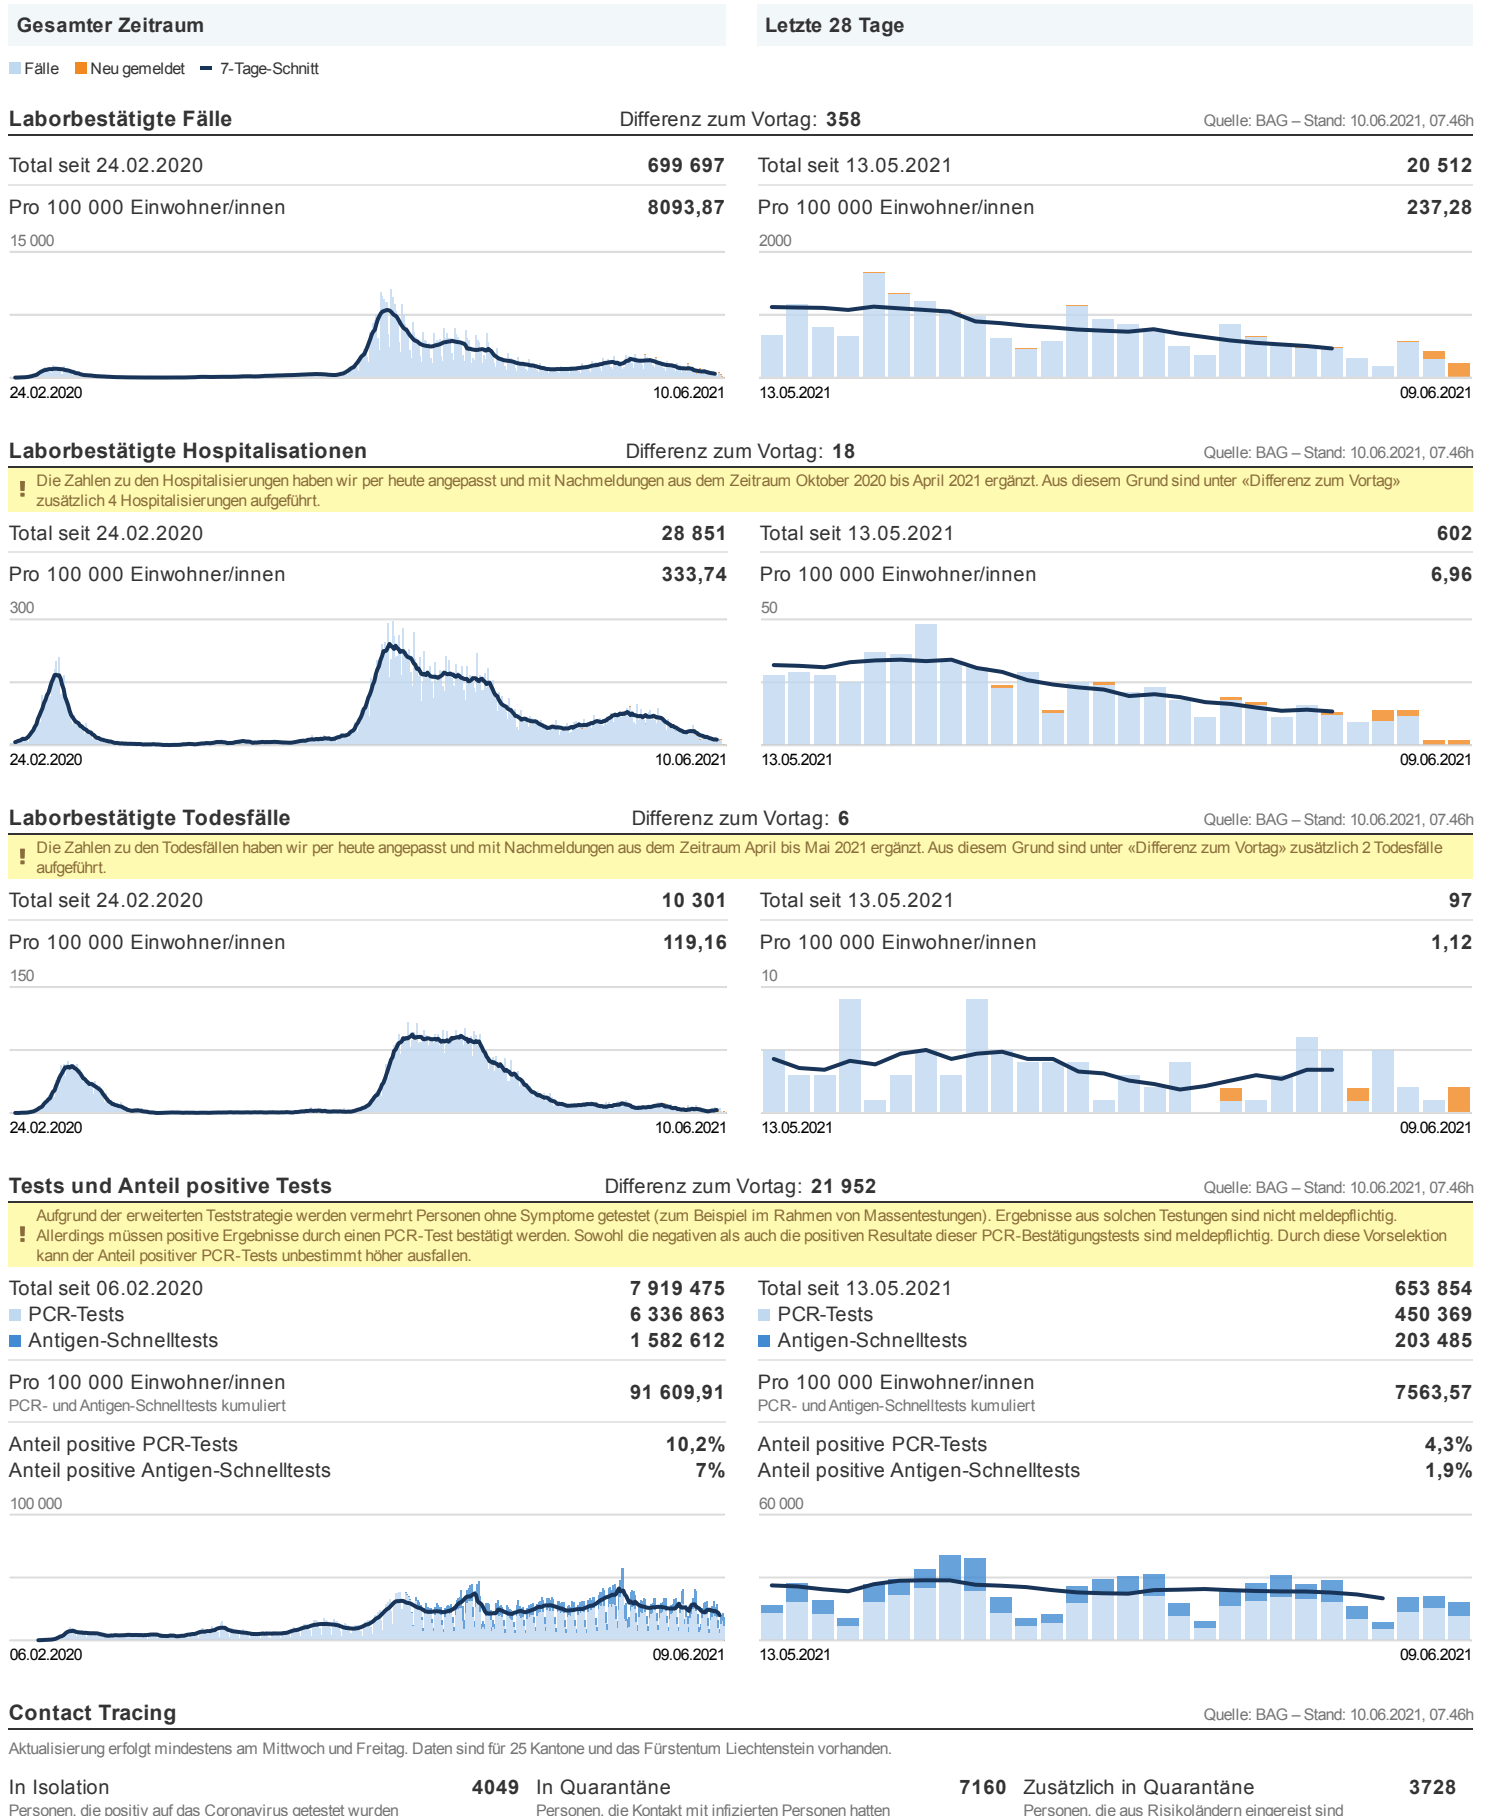 Gesamter Zeitraum
Letzte 28 Tage
Fälle Neu gemeldet 7-Tage-Schnitt
Laborbestätigte Fälle Differenz zum Vortag: 358 Quelle: BAG – Stand: 10.06.2021, 07.46h
Total seit 24.02.2020 699 697 Total seit 13.05.2021 20 512
Pro 100 000 Einwohner/innen 8093,87 Pro 100 000 Einwohner/innen 237,28
15 000 2000
24.02.2020 10.06.2021 13.05.2021 09.06.2021
Laborbestätigte Hospitalisationen Differenz zum Vortag: 18 Quelle: BAG – Stand: 10.06.2021, 07.46h
! Die Zahlen zu den Hospitalisierungen haben wir per heute angepasst und mit Nachmeldungen aus dem Zeitraum Oktober 2020 bis April 2021 ergänzt. Aus diesem Grund sind unter «Differenz zum Vortag»
zusätzlich 4 Hospitalisierungen aufgeführt.
Total seit 24.02.2020 28 851 Total seit 13.05.2021 602
Pro 100 000 Einwohner/innen 333,74 Pro 100 000 Einwohner/innen 6,96
300 50
24.02.2020 10.06.2021 13.05.2021 09.06.2021
Laborbestätigte Todesfälle Differenz zum Vortag: 6 Quelle: BAG – Stand: 10.06.2021, 07.46h
! Die Zahlen zu den Todesfällen haben wir per heute angepasst und mit Nachmeldungen aus dem Zeitraum April bis Mai 2021 ergänzt. Aus diesem Grund sind unter «Differenz zum Vortag» zusätzlich 2 Todesfälle
aufgeführt.
Total seit 24.02.2020 10 301 Total seit 13.05.2021 97
Pro 100 000 Einwohner/innen 119,16 Pro 100 000 Einwohner/innen 1,12
150 10
24.02.2020 10.06.2021 13.05.2021 09.06.2021
Tests und Anteil positive Tests Differenz zum Vortag: 21 952 Quelle: BAG – Stand: 10.06.2021, 07.46h
Aufgrund der erweiterten Teststrategie werden vermehrt Personen ohne Symptome getestet (zum Beispiel im Rahmen von Massentestungen). Ergebnisse aus solchen Testungen sind nicht meldepflichtig.
! Allerdings müssen positive Ergebnisse durch einen PCR-Test bestätigt werden. Sowohl die negativen als auch die positiven Resultate dieser PCR-Bestätigungstests sind meldepflichtig. Durch diese Vorselektion
kann der Anteil positiver PCR-Tests unbestimmt höher ausfallen.
Total seit 06.02.2020 7 919 475 Total seit 13.05.2021 653 854
PCR-Tests 6 336 863 PCR-Tests 450 369
Antigen-Schnelltests 1 582 612 Antigen-Schnelltests 203 485
Pro 100 000 Einwohner/innen 91 609,91 Pro 100 000 Einwohner/innen 7563,57
PCR- und Antigen-Schnelltests kumuliert PCR- und Antigen-Schnelltests kumuliert
Anteil positive PCR-Tests 10,2% Anteil positive PCR-Tests 4,3%
Anteil positive Antigen-Schnelltests 7% Anteil positive Antigen-Schnelltests 1,9%
100 000 60 000
06.02.2020 09.06.2021 13.05.2021 09.06.2021
Contact Tracing Quelle: BAG – Stand: 10.06.2021, 07.46h
Aktualisierung erfolgt mindestens am Mittwoch und Freitag. Daten sind für 25 Kantone und das Fürstentum Liechtenstein vorhanden.
In Isolation 4049 In Quarantäne 7160 Zusätzlich in Quarantäne 3728
Personen, die positiv auf das Coronavirus getestet wurden Personen, die Kontakt mit infizierten Personen hatten Personen, die aus Risikoländern eingereist sind